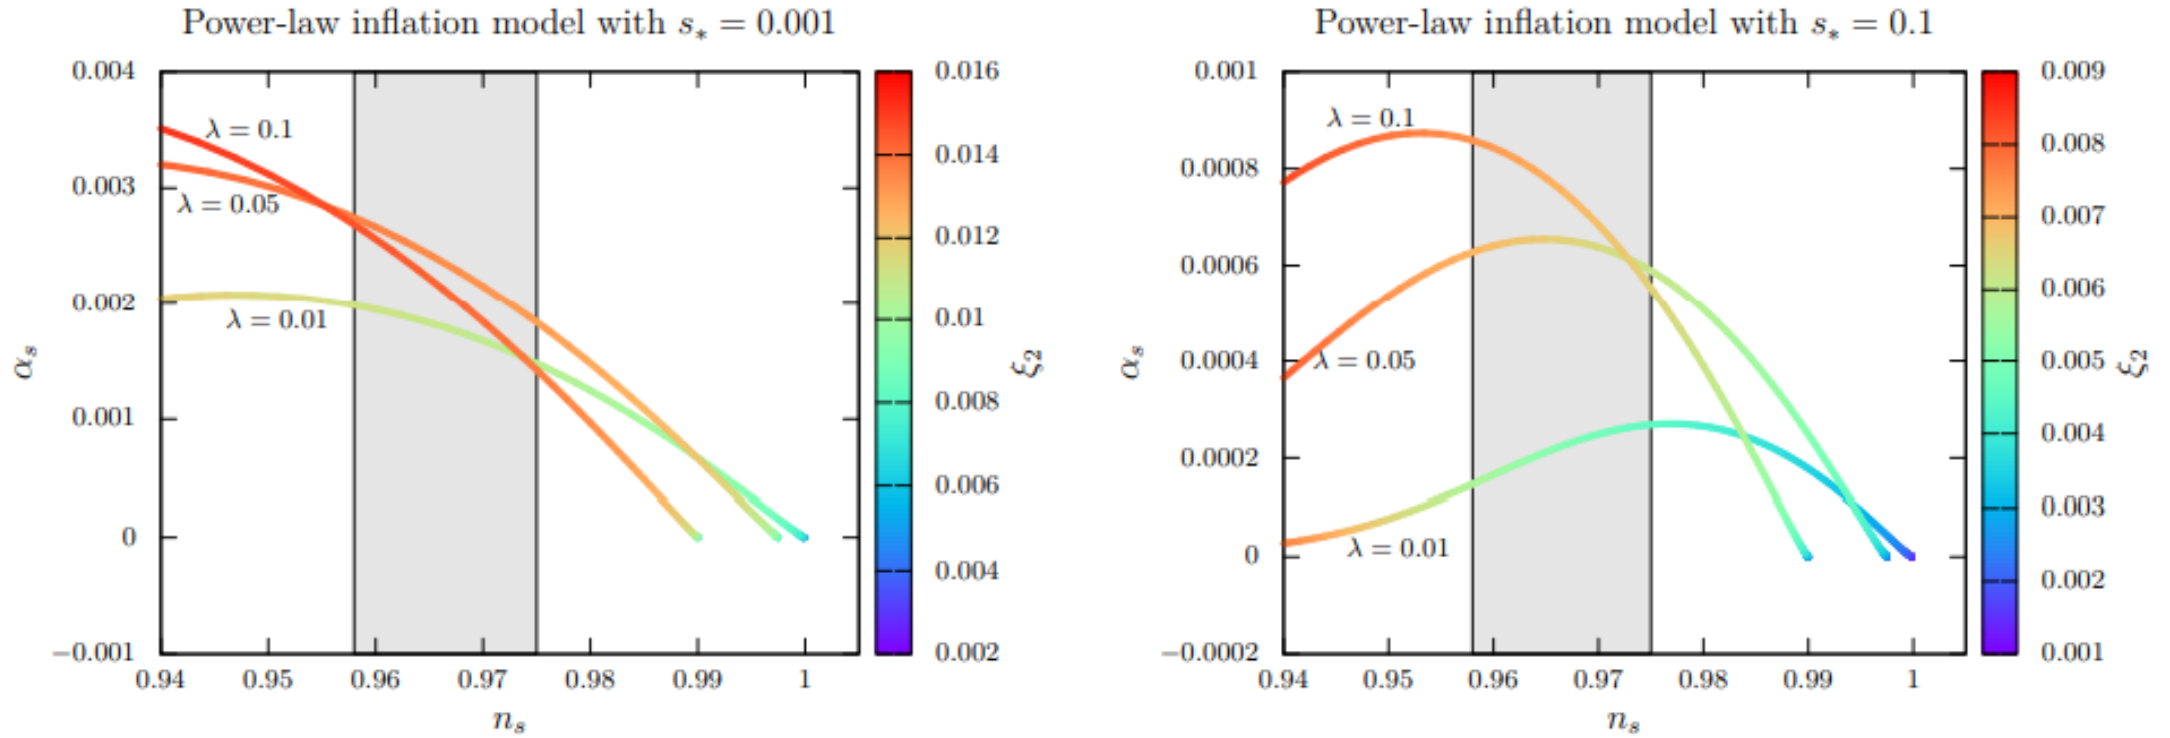 Power-law inflation model with s* = 0.001
0.004
0.003
0.002
0.001
0
−0.001
αs
λ = 0.1
λ = 0.05
λ = 0.01
0.94 0.95 0.96 0.97 0.98 0.99 1
ns
0.016
0.014
0.012
0.01
0.008
0.006
0.004
0.002
ξ2
Power-law inflation model with s* = 0.1
0.001
0.0008
0.0006
0.0004
0.0002
0
−0.0002
αs
λ = 0.1
λ = 0.05
λ = 0.01
0.94 0.95 0.96 0.97 0.98 0.99 1
ns
0.009
0.008
0.007
0.006
0.005
0.004
0.003
0.002
0.001
ξ2